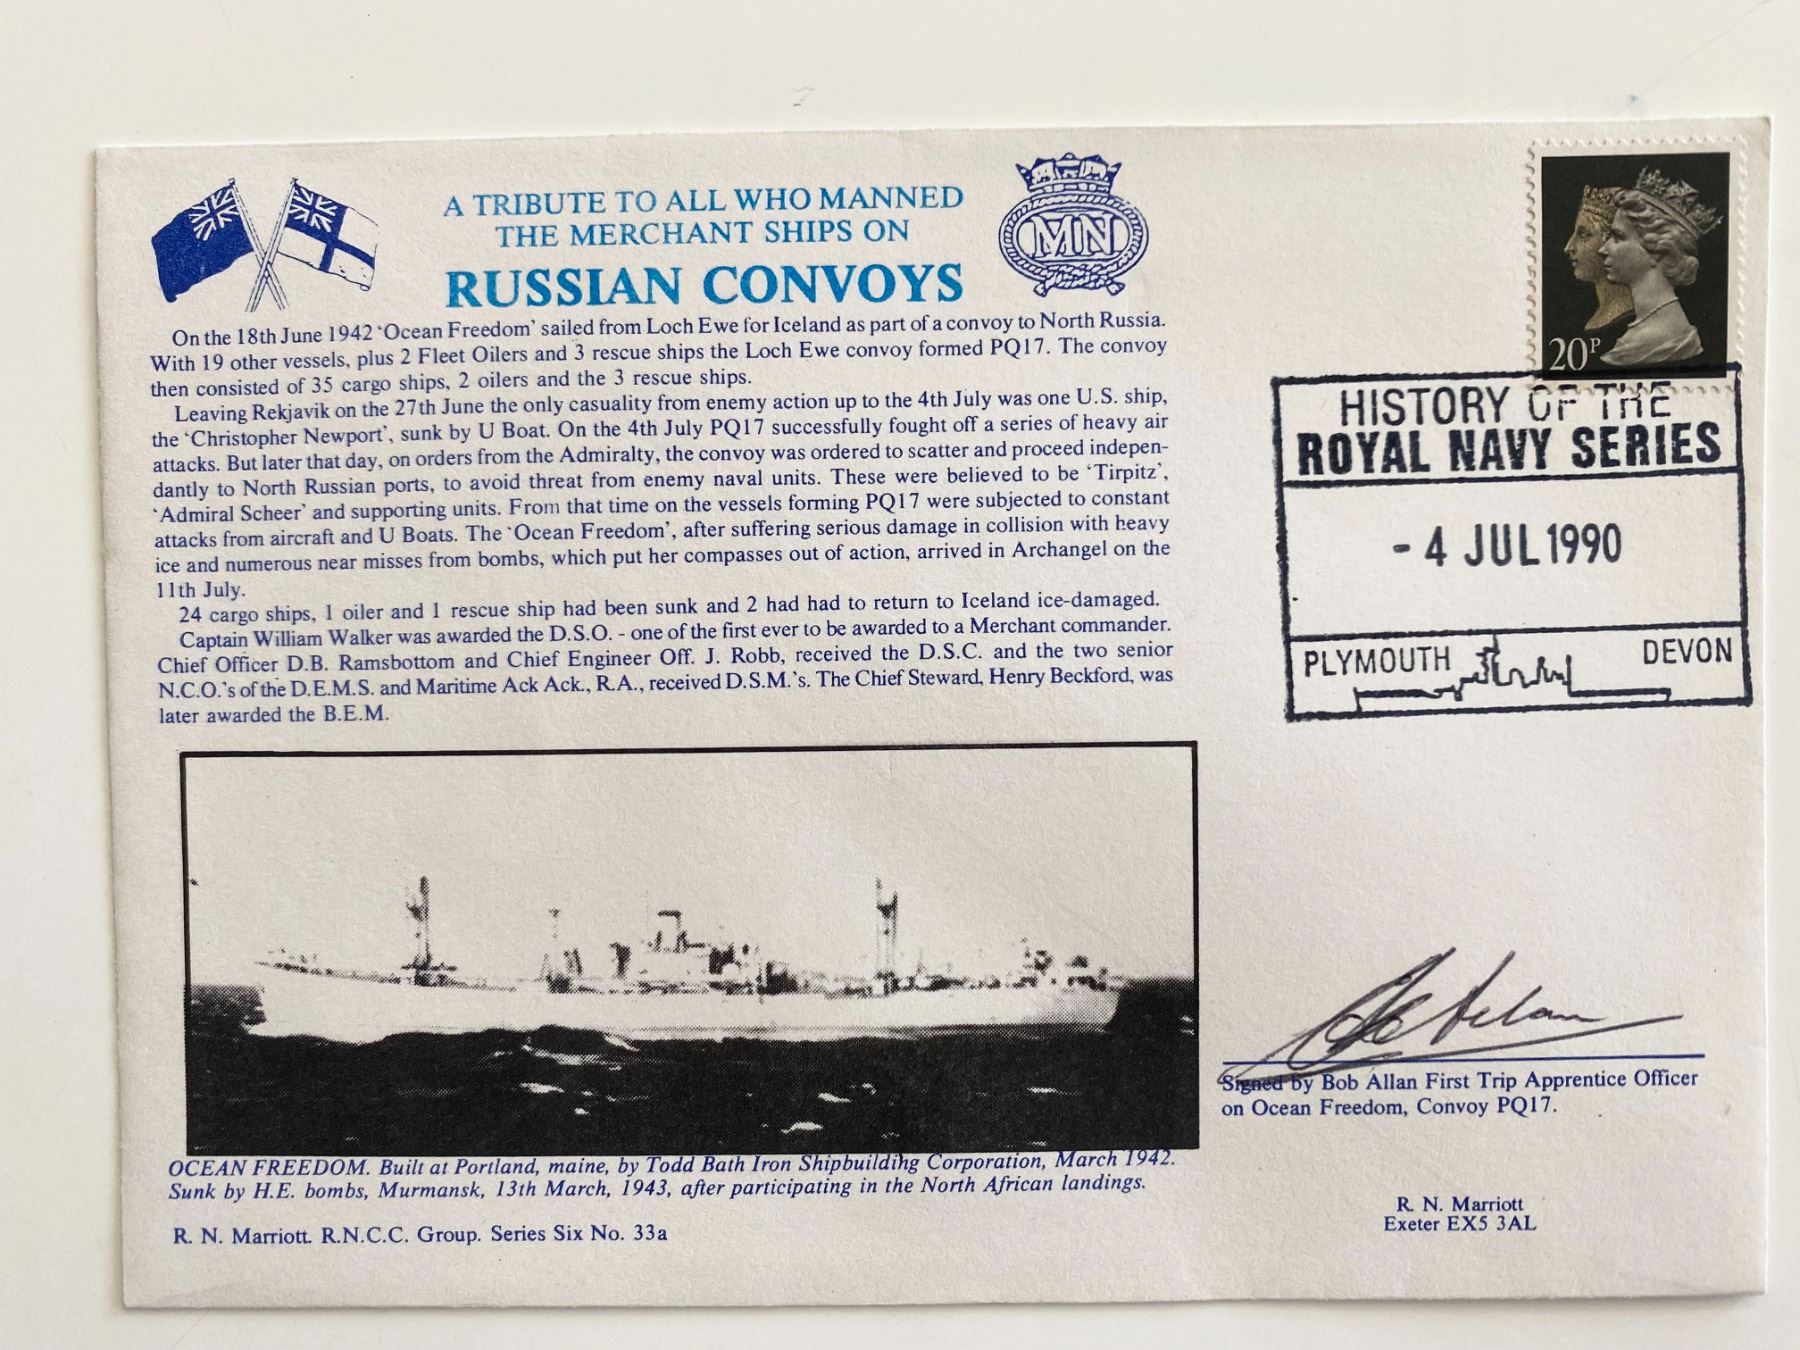 A TRIBUTE TO ALL WHO MANNED
THE MERCHANT SHIPS ON
RUSSIAN CONVOYS
MN
On the 18th June 1942 ‘Ocean Freedom’ sailed from Loch Ewe for Iceland as part of a convoy to North Russia.
With 19 other vessels, plus 2 Fleet Oilers and 3 rescue ships the Loch Ewe convoy formed PQ17. The convoy
then consisted of 35 cargo ships, 2 oilers and the 3 rescue ships.
Leaving Rekjavik on the 27th June the only casuality from enemy action up to the 4th July was one U.S. ship,
the ‘Christopher Newport’, sunk by U Boat. On the 4th July PQ17 successfully fought off a series of heavy air
attacks. But later that day, on orders from the Admiralty, the convoy was ordered to scatter and proceed indepen-
dantly to North Russian ports, to avoid threat from enemy naval units. These were believed to be ‘Tirpitz’,
‘Admiral Scheer’ and supporting units. From that time on the vessels forming PQ17 were subjected to constant
attacks from aircraft and U Boats. The ‘Ocean Freedom’, after suffering serious damage in collision with heavy
ice and numerous near misses from bombs, which put her compasses out of action, arrived in Archangel on the
11th July.
24 cargo ships, 1 oiler and 1 rescue ship had been sunk and 2 had had to return to Iceland ice-damaged.
Captain William Walker was awarded the D.S.O. - one of the first ever to be awarded to a Merchant commander.
Chief Officer D.B. Ramsbottom and Chief Engineer Off. J. Robb, received the D.S.C. and the two senior
N.C.O.'s of the D.E.M.S. and Maritime Ack Ack., R.A., received D.S.M.'s. The Chief Steward, Henry Beckford, was
later awarded the B.E.M.
20P
HISTORY OF THE
ROYAL NAVY SERIES
- 4 JUL 1990
PLYMOUTH DEVON
Signed by Bob Allan First Trip Apprentice Officer
on Ocean Freedom, Convoy PQ17.
OCEAN FREEDOM. Built at Portland, maine, by Todd Bath Iron Shipbuilding Corporation, March 1942.
Sunk by H.E. bombs, Murmansk, 13th March, 1943, after participating in the North African landings.
R. N. Marriott. R.N.C.C. Group. Series Six No. 33a
R. N. Marriott
Exeter EX5 3AL